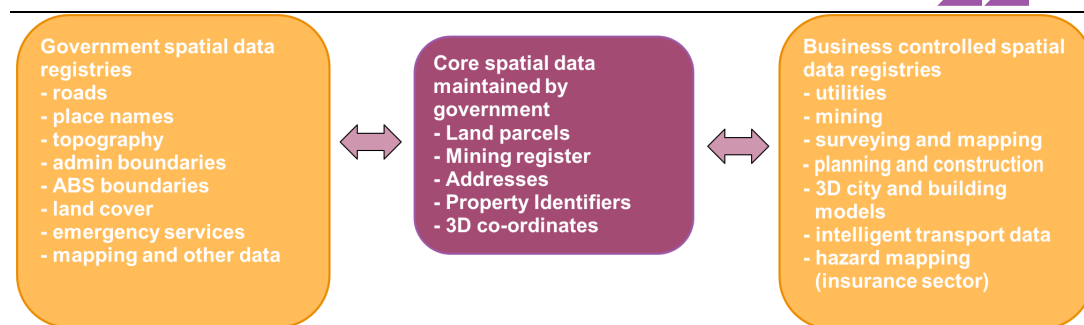 Government spatial data
registries
- roads
- place names
- topography
- admin boundaries
- ABS boundaries
- land cover
- emergency services
- mapping and other data
Core spatial data
maintained by
government
- Land parcels
- Mining register
- Addresses
- Property Identifiers
- 3D co-ordinates
Business controlled spatial
data registries
- utilities
- mining
- surveying and mapping
- planning and construction
- 3D city and building
models
- intelligent transport data
- hazard mapping
(insurance sector)